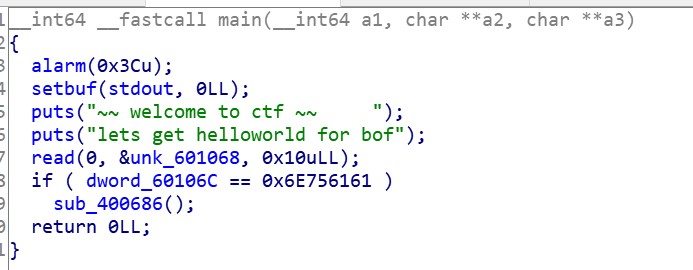 1 __int64 __fastcall main(__int64 a1, char **a2, char **a3)
2 {
3 alarm(0x3Cu);
4 setbuf(stdout, 0LL);
5 puts("~~ welcome to ctf ~~     ");
6 puts("lets get helloworld for bof");
7 read(0, &unk_601068, 0x10uLL);
8 if ( dword_60106C == 0x6E756161 )
9 sub_400686();
0 return 0LL;
1 }